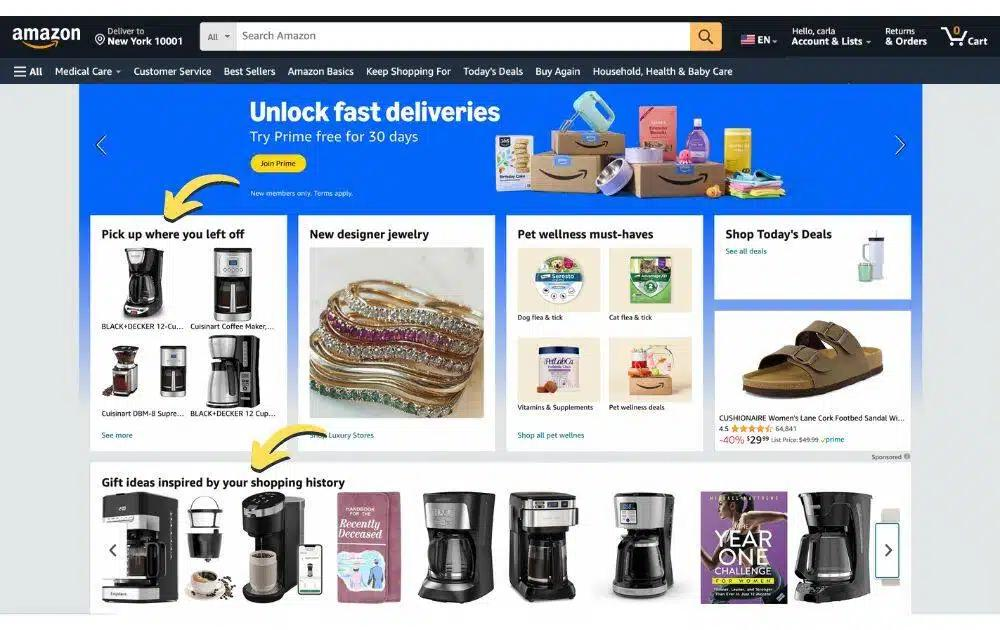 amazon
Deliver to
New York 10001
All
Search Amazon
EN
Hello, carla
Account & Lists
Returns
& Orders
0
Cart
All
Medical Care
Customer Service
Best Sellers
Amazon Basics
Keep Shopping For
Today's Deals
Buy Again
Household, Health & Baby Care
Unlock fast deliveries
Try Prime free for 30 days
Join Prime
New members only. Terms apply.
Pick up where you left off
BLACK+DECKER 12-Cu...
Cuisinart Coffee Maker,...
Cuisinart DBM-8 Supre...
BLACK+DECKER 12 Cup...
See more
New designer jewelry
Luxury Stores
Pet wellness must-haves
Seresto
Dog flea & tick
Cat flea & tick
PetLabCo
Vitamins & Supplements
Pet wellness deals
Shop all pet wellnes
Shop Today's Deals
See all deals
CUSHIONAIRE Women's Lane Cork Footbed Sandal Wi...
4.5
64,841
-40% $29⁹⁹ List Price: $49.99 prime
Sponsored
Gift ideas inspired by your shopping history
HANDBOOK
FOR THE
Recently
Deceased
MICHAEL MATTHEWS
THE
YEAR
ONE
CHALLENGE
FOR WOMEN